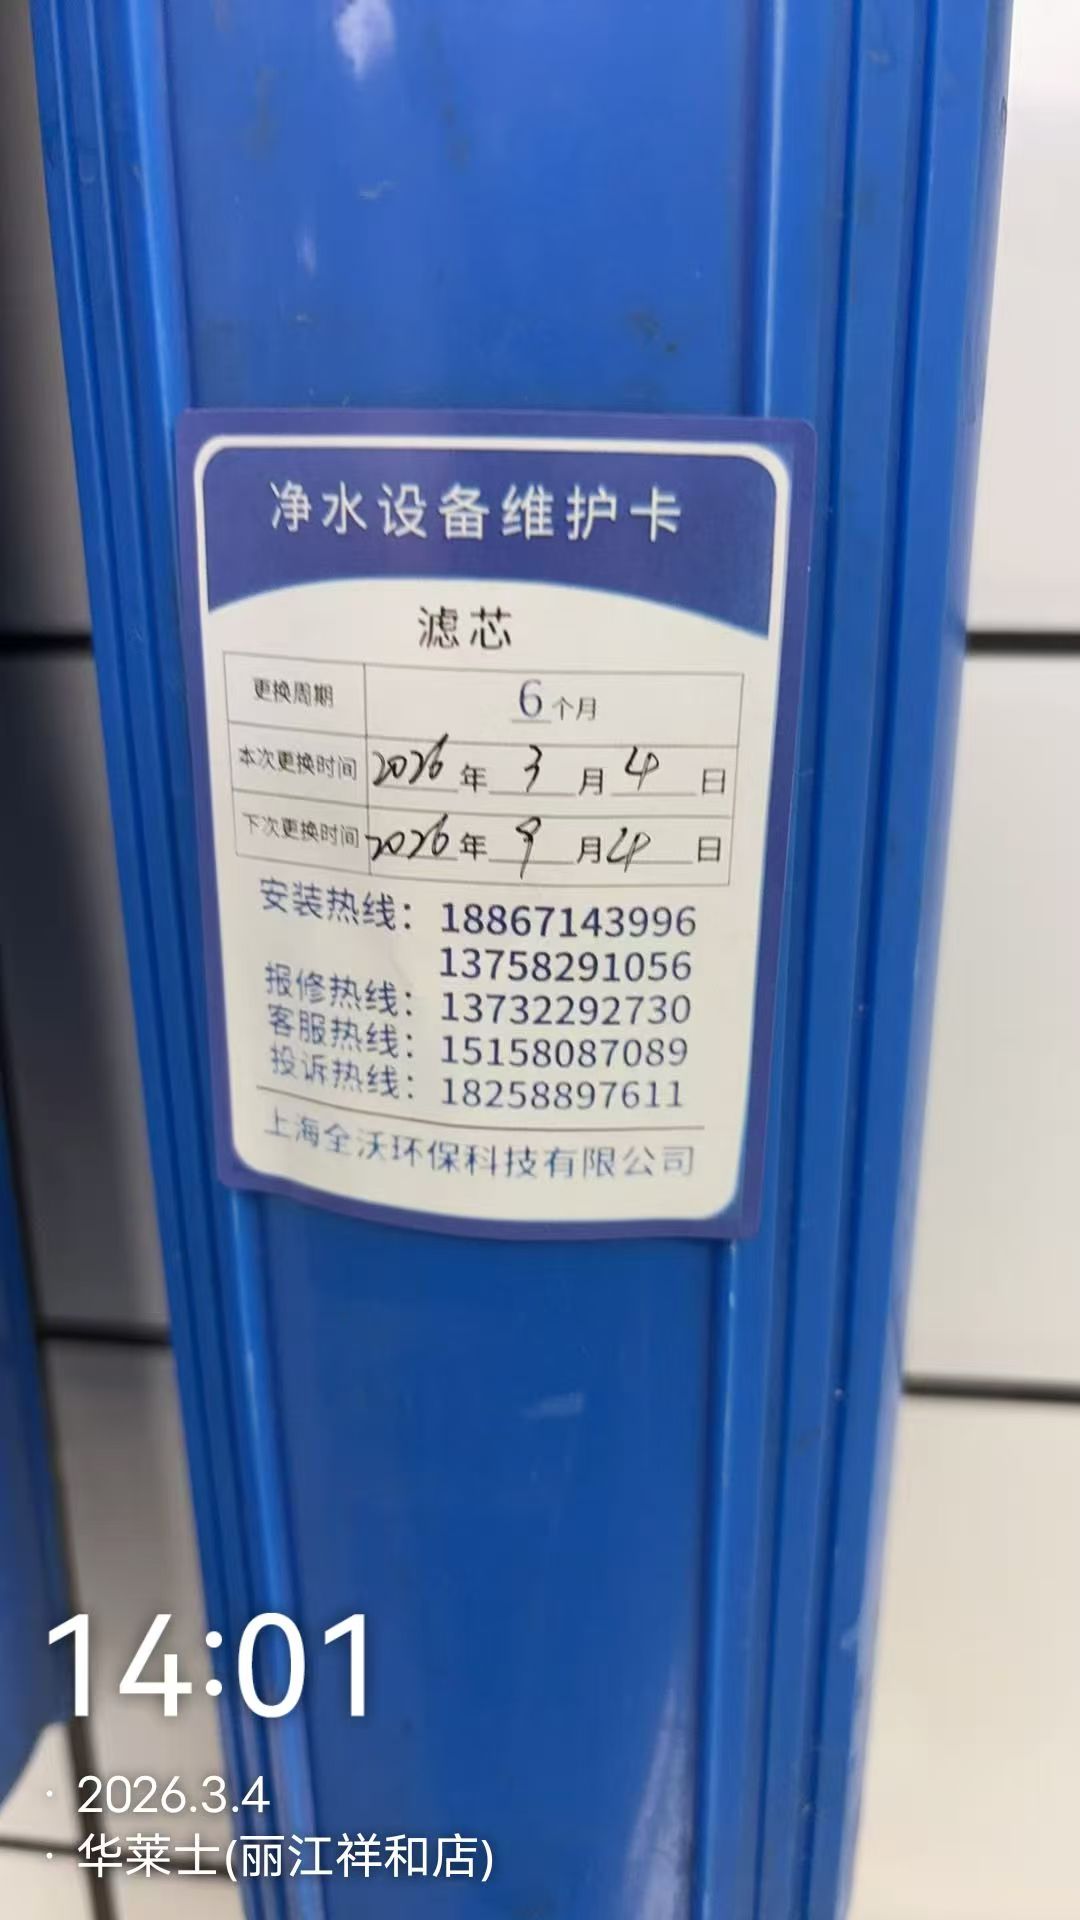 净水设备维护卡
滤芯
更换周期 6个月
本次更换时间 2026年3月4日
下次更换时间 2026年9月4日
安装热线：18867143996
13758291056
报修热线：13732292730
客服热线：15158087089
投诉热线：18258897611
上海全沃环保科技有限公司
14:01
· 2026.3.4
· 华莱士(丽江祥和店)